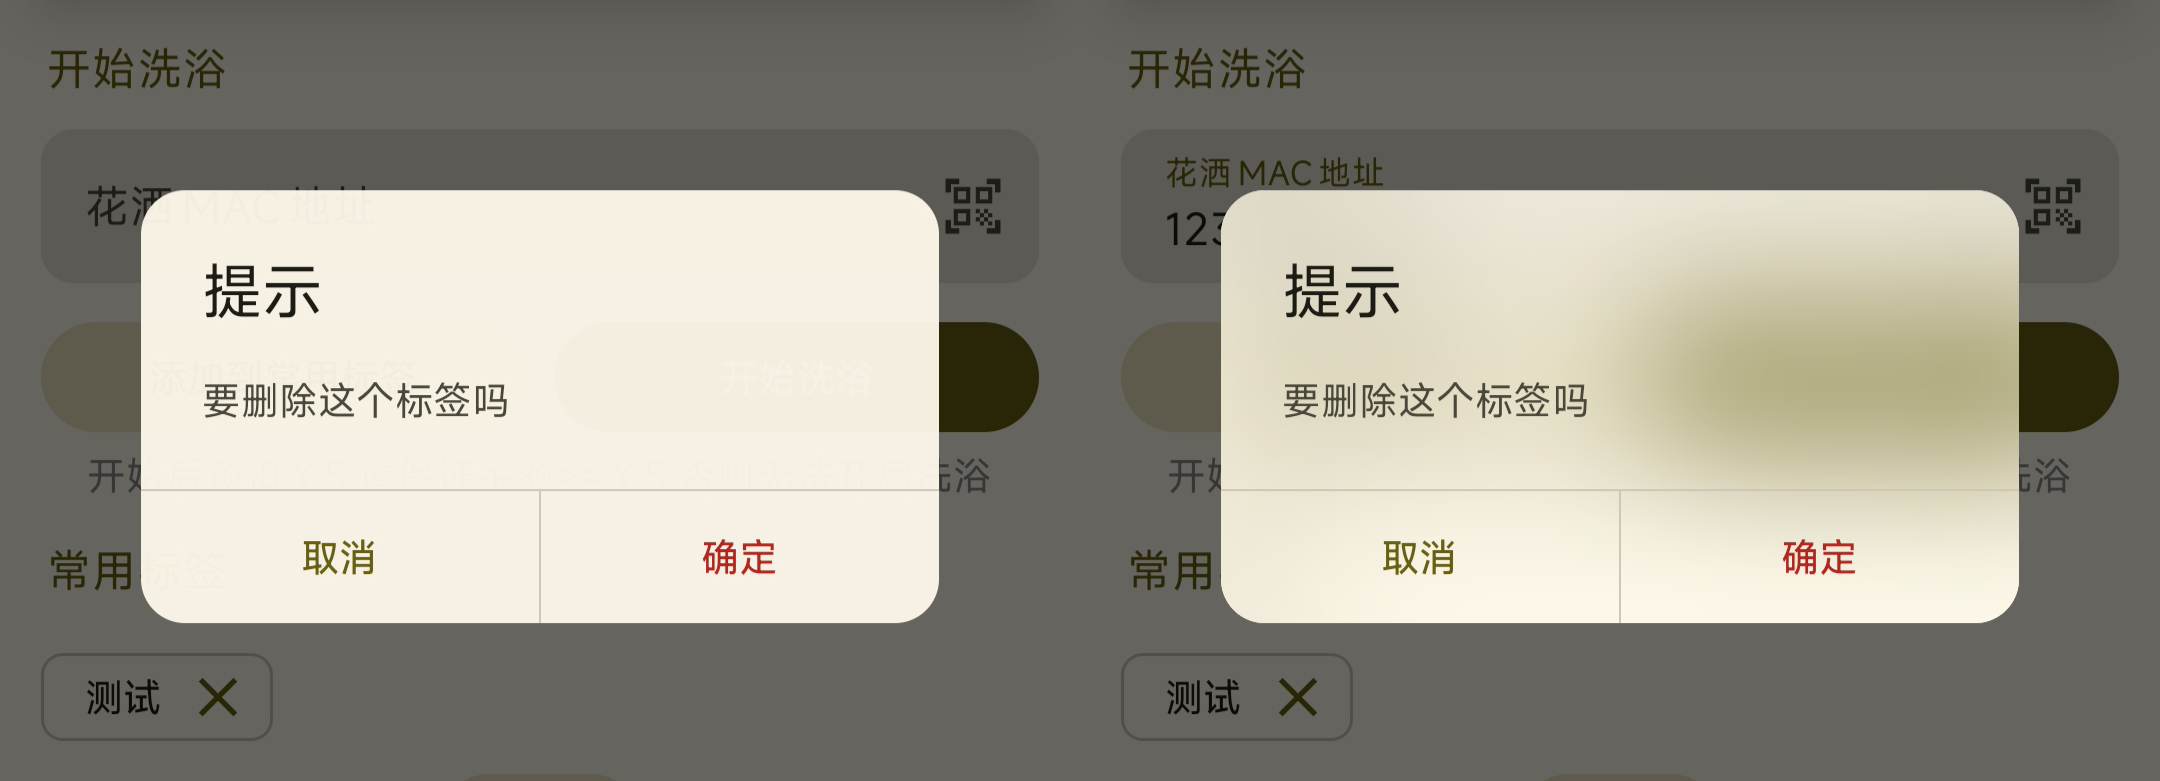 开始洗浴
花洒 MAC 地址
提示
添加到常用标签
开始洗浴
要删除这个标签吗
开始后预扣 ¥ 5 请保证余额 ≥ ¥ 5 否则无法开启洗浴
取消
确定
常用标签
测试
开始洗浴
花洒 MAC 地址
123
提示
要删除这个标签吗
开
浴
取消
确定
常用
测试